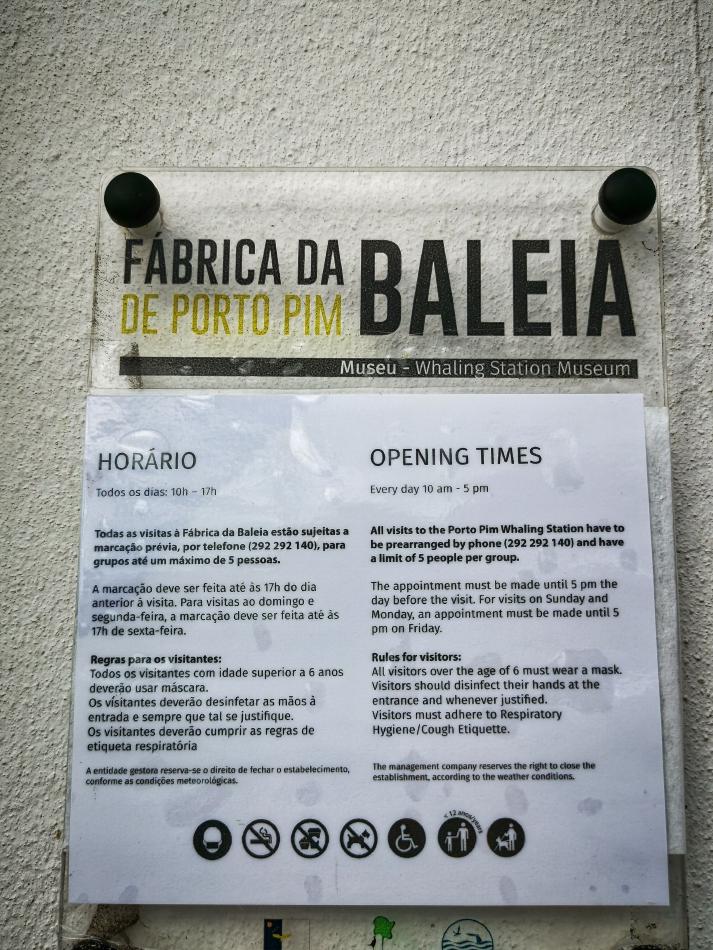 FÁBRICA DA BALEIA
DE PORTO PIM
Museu - Whaling Station Museum
HORÁRIO
Todos os dias: 10h – 17h
Todas as visitas à Fábrica da Baleia estão sujeitas a
marcação prévia, por telefone (292 292 140), para
grupos até um máximo de 5 pessoas.
A marcação deve ser feita até às 17h do dia
anterior à visita. Para visitas ao domingo e
segunda-feira, a marcação deve ser feita até às
17h de sexta-feira.
Regras para os visitantes:
Todos os visitantes com idade superior a 6 anos
deverão usar máscara.
Os visitantes deverão desinfetar as mãos à
entrada e sempre que tal se justifique.
Os visitantes deverão cumprir as regras de
etiqueta respiratória
A entidade gestora reserva-se o direito de fechar o estabelecimento,
conforme as condições meteorológicas.
OPENING TIMES
Every day 10 am - 5 pm
All visits to the Porto Pim Whaling Station have to
be prearranged by phone (292 292 140) and have
a limit of 5 people per group.
The appointment must be made until 5 pm the
day before the visit. For visits on Sunday and
Monday, an appointment must be made until 5
pm on Friday.
Rules for visitors:
All visitors over the age of 6 must wear a mask.
Visitors should disinfect their hands at the
entrance and whenever justified.
Visitors must adhere to Respiratory
Hygiene/Cough Etiquette.
The management company reserves the right to close the
establishment, according to the weather conditions.
< 12 anos/years